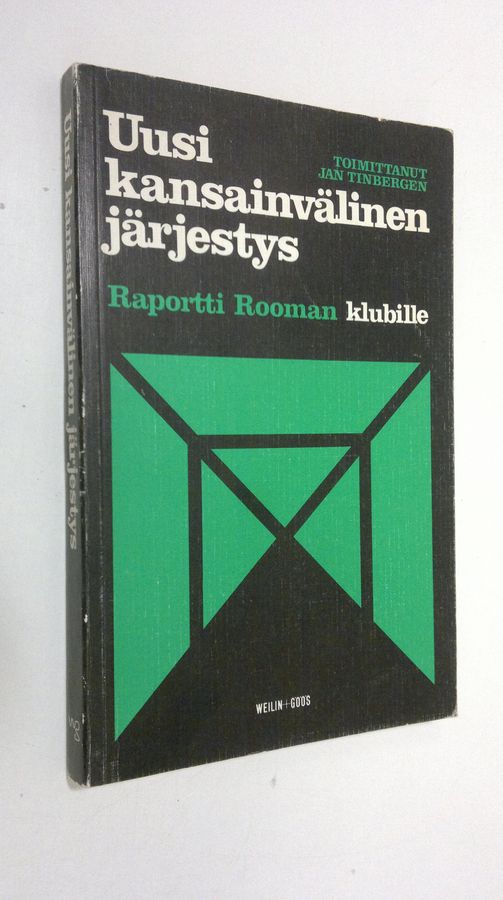 Uusi
kansainvälinen
järjestys
TOIMITTANUT
JAN TINBERGEN
Raportti Rooman klubille
WEILIN+GÖÖS
Uusi kansainvälinen järjestys